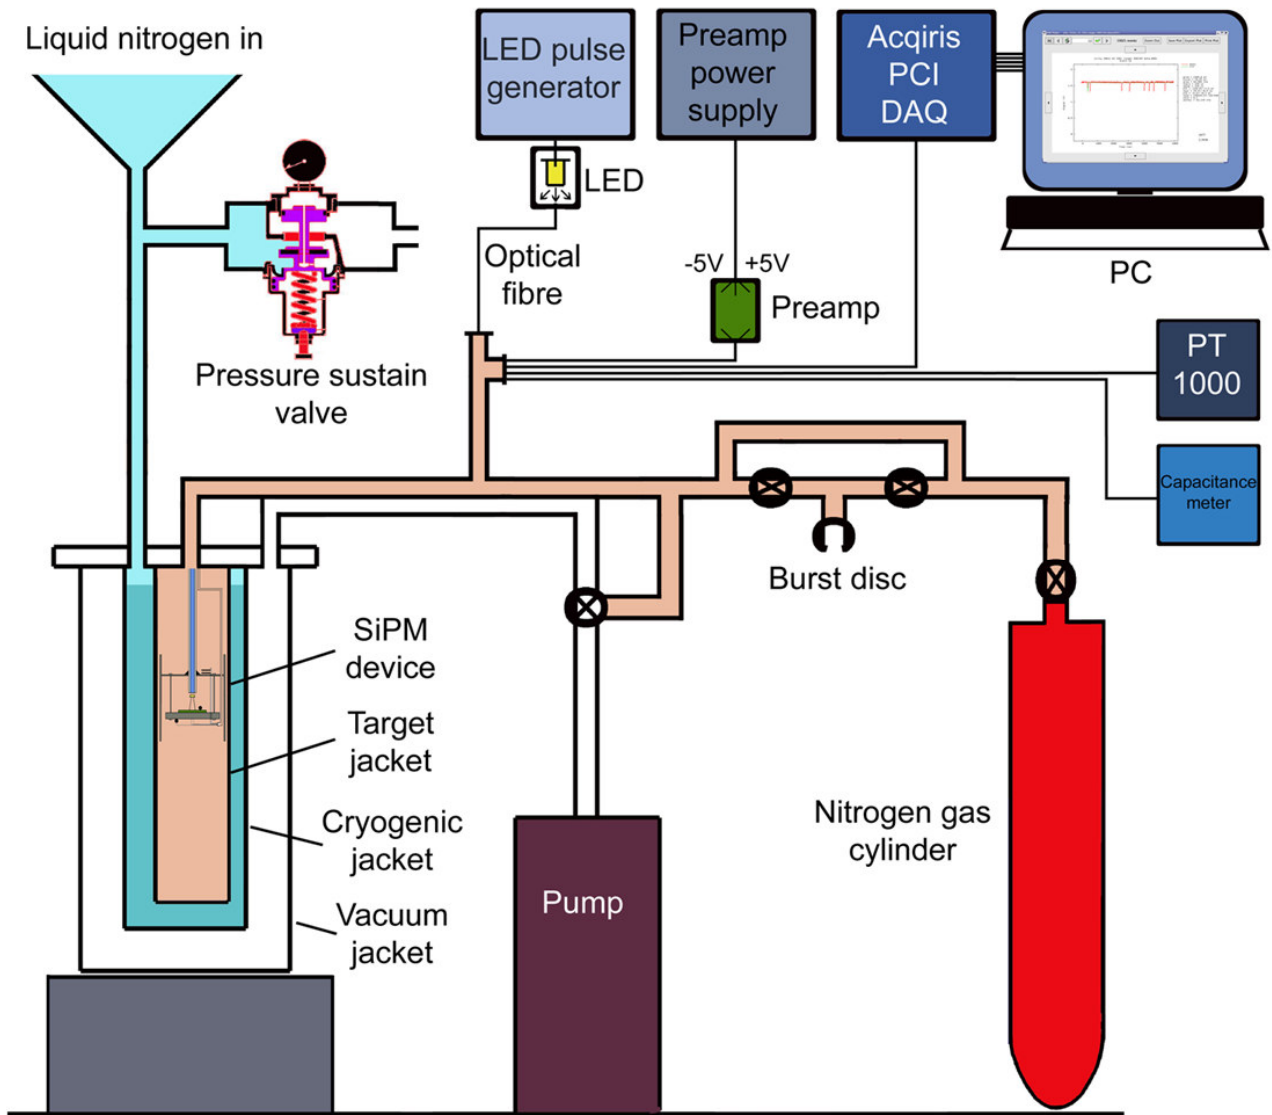 Liquid nitrogen in
LED pulse
generator
Preamp
power
supply
Acqiris
PCI
DAQ
LED
Optical
fibre
-5V +5V
Preamp
PC
Pressure sustain
valve
PT
1000
Capacitance
meter
Burst disc
SiPM
device
Target
jacket
Cryogenic
jacket
Vacuum
jacket
Pump
Nitrogen gas
cylinder